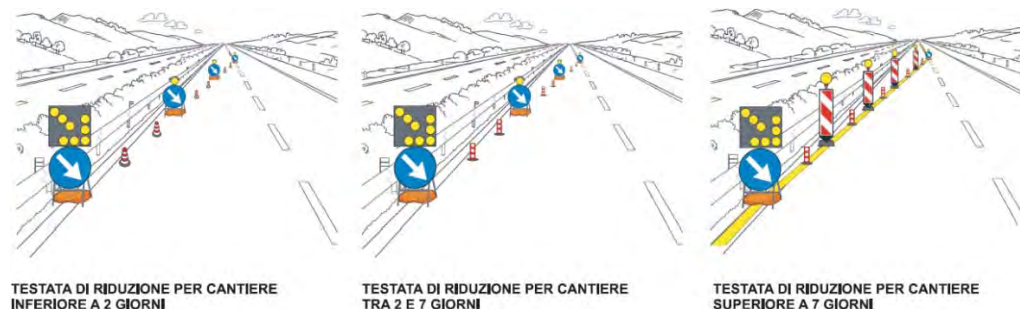 TESTATA DI RIDUZIONE PER CANTIERE
INFERIORE A 2 GIORNI
TESTATA DI RIDUZIONE PER CANTIERE
TRA 2 E 7 GIORNI
TESTATA DI RIDUZIONE PER CANTIERE
SUPERIORE A 7 GIORNI